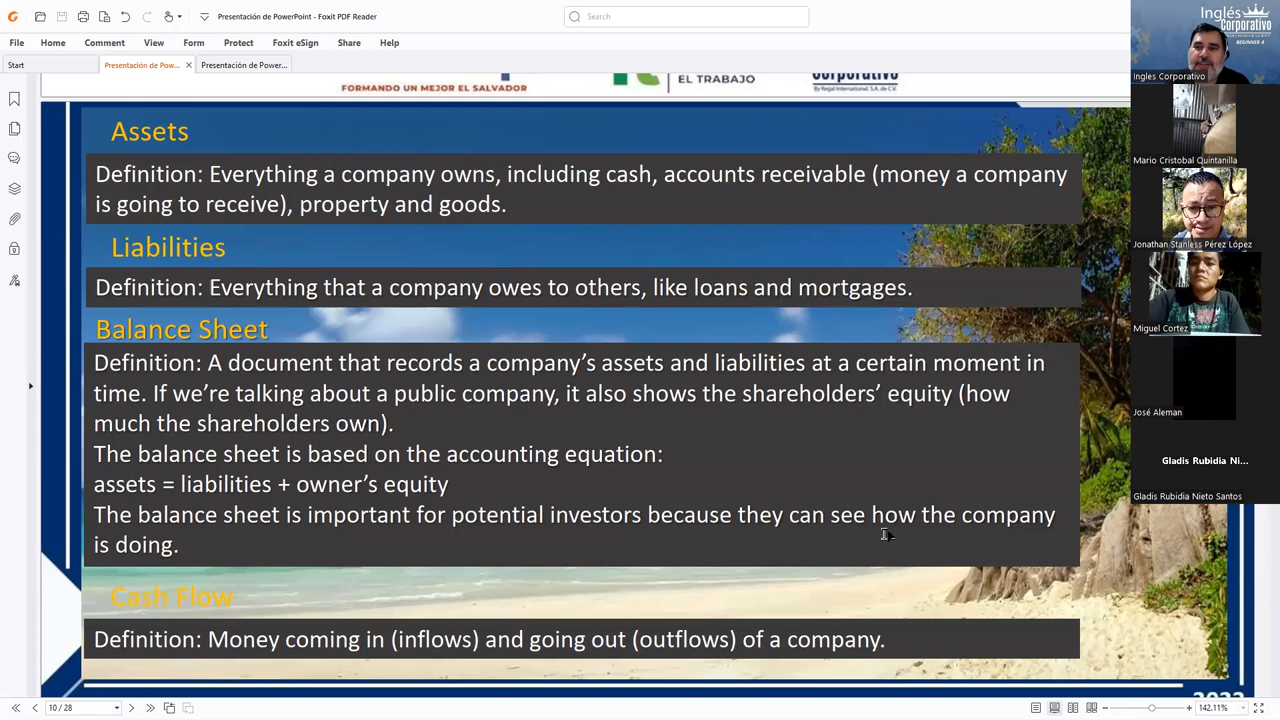 Presentación de PowerPoint - Foxit PDF Reader
Search
File Home Comment View Form Protect Foxit eSign Share Help
Start
Presentación de Pow...
Presentación de Power...
FORMANDO UN MEJOR EL SALVADOR
EL TRABAJO
Corporativo
By Regal International, S.A. de C.V.
Assets
Definition: Everything a company owns, including cash, accounts receivable (money a company
is going to receive), property and goods.
Liabilities
Definition: Everything that a company owes to others, like loans and mortgages.
Balance Sheet
Definition: A document that records a company's assets and liabilities at a certain moment in
time. If we're talking about a public company, it also shows the shareholders' equity (how
much the shareholders own).
The balance sheet is based on the accounting equation:
assets = liabilities + owner's equity
The balance sheet is important for potential investors because they can see how the company
is doing.
Cash Flow
Definition: Money coming in (inflows) and going out (outflows) of a company.
2023
10 / 28
142.11%
Inglés
Corporativo
BEGINNER 4
Ingles Corporativo
Mario Cristobal Quintanilla
Jonathan Stanless Pérez López
Miguel Cortez
José Aleman
Gladis Rubidia Ni...
Gladis Rubidia Nieto Santos